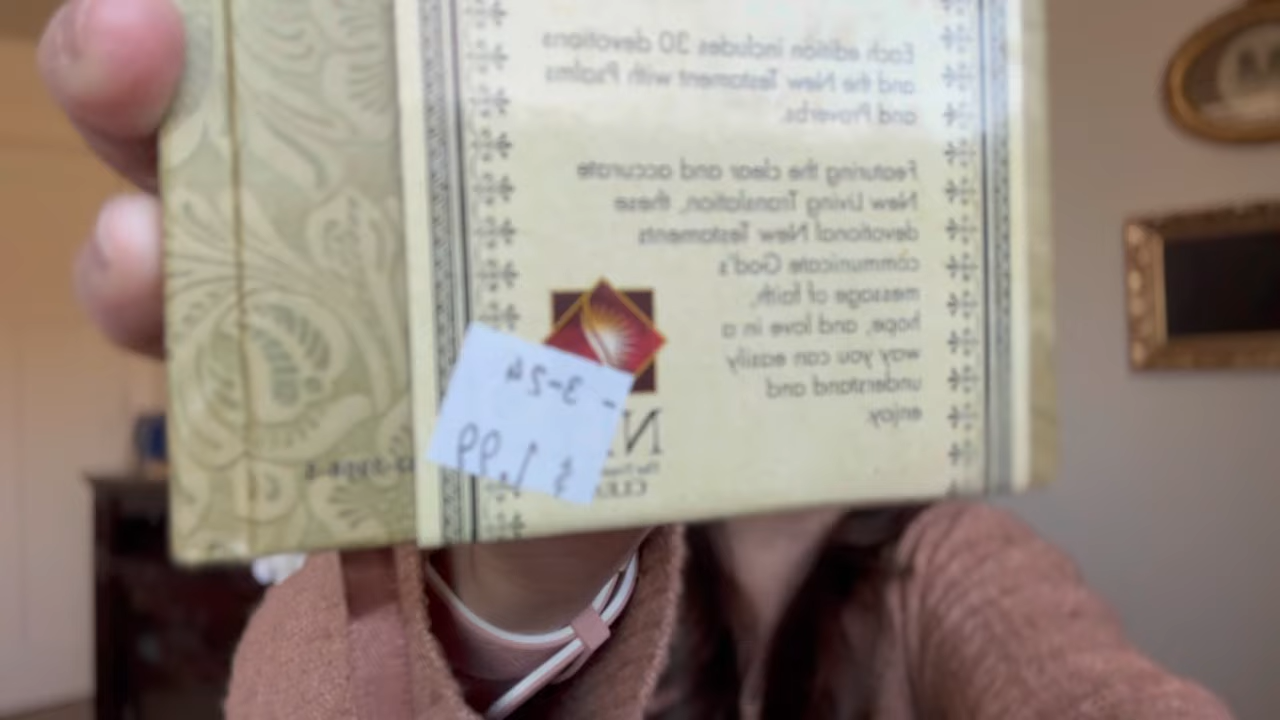 Each edition includes 30 devotions
and the New Testament with Psalms
and Proverbs.
Featuring the clear and accurate
New Living Translation, these
devotional New Testaments
communicate God's
message of faith,
hope, and love in a
way you can easily
understand and
enjoy.
- 3-24
$ 1.99
N
CLE